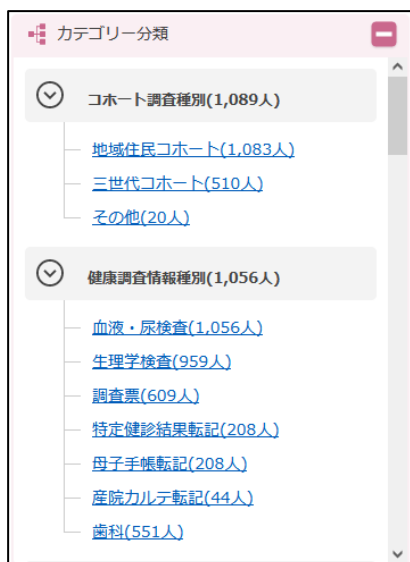 カテゴリー分類
コホート調査種別(1,089人)
地域住民コホート(1,083人)
三世代コホート(510人)
その他(20人)
健康調査情報種別(1,056人)
血液・尿検査(1,056人)
生理学検査(959人)
調査票(609人)
特定健診結果転記(208人)
母子手帳転記(208人)
産院カルテ転記(44人)
歯科(551人)